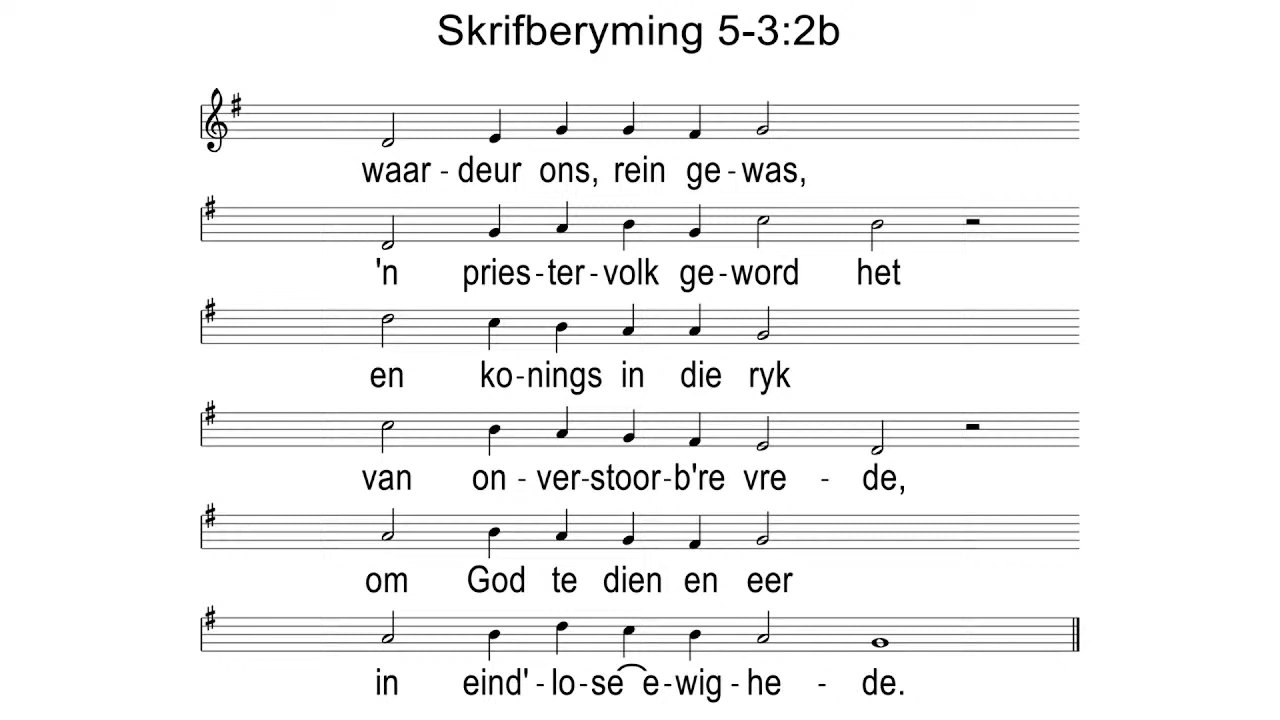 Skrifberyming 5-3:2b
waar - deur ons, rein ge - was,
'n pries - ter - volk ge - word het
en ko - nings in die ryk
van on - ver - stoor - b're vre - de,
om God te dien en eer
in eind' - lo - se e - wig - he - de.